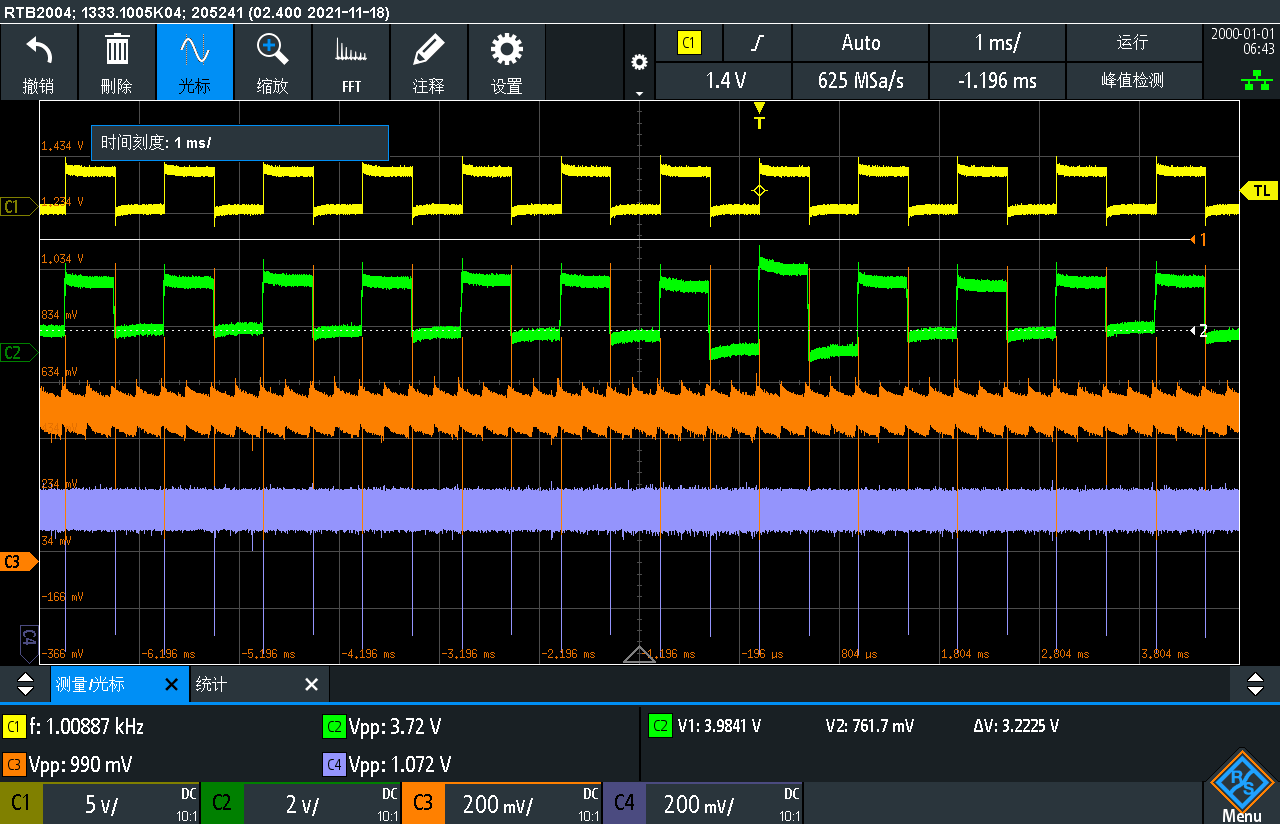 RTB2004; 1333.1005K04; 205241 (02.400 2021-11-18)
撤销
删除
光标
缩放
FFT
注释
设置
C1
Auto
1 ms/
运行
1.4 V
625 MSa/s
-1.196 ms
峰值检测
2000-01-01
06:43
T
时间刻度: 1 ms/
1.434 V
C1
1.234 V
TL
1
1.034 V
834 mV
2
C2
634 mV
234 mV
34 mV
C3
-166 mV
C4
-366 mV
-6.196 ms
-5.196 ms
-4.196 ms
-3.196 ms
-2.196 ms
-1.196 ms
-196 µs
804 µs
1.804 ms
2.804 ms
3.804 ms
测量/光标
统计
C1 f: 1.00887 kHz
C2 Vpp: 3.72 V
C2 V1: 3.9841 V
V2: 761.7 mV
ΔV: 3.2225 V
C3 Vpp: 990 mV
C4 Vpp: 1.072 V
C1 5 V/ DC 10:1
C2 2 V/ DC 10:1
C3 200 mV/ DC 10:1
C4 200 mV/ DC 10:1
R&S
Menu